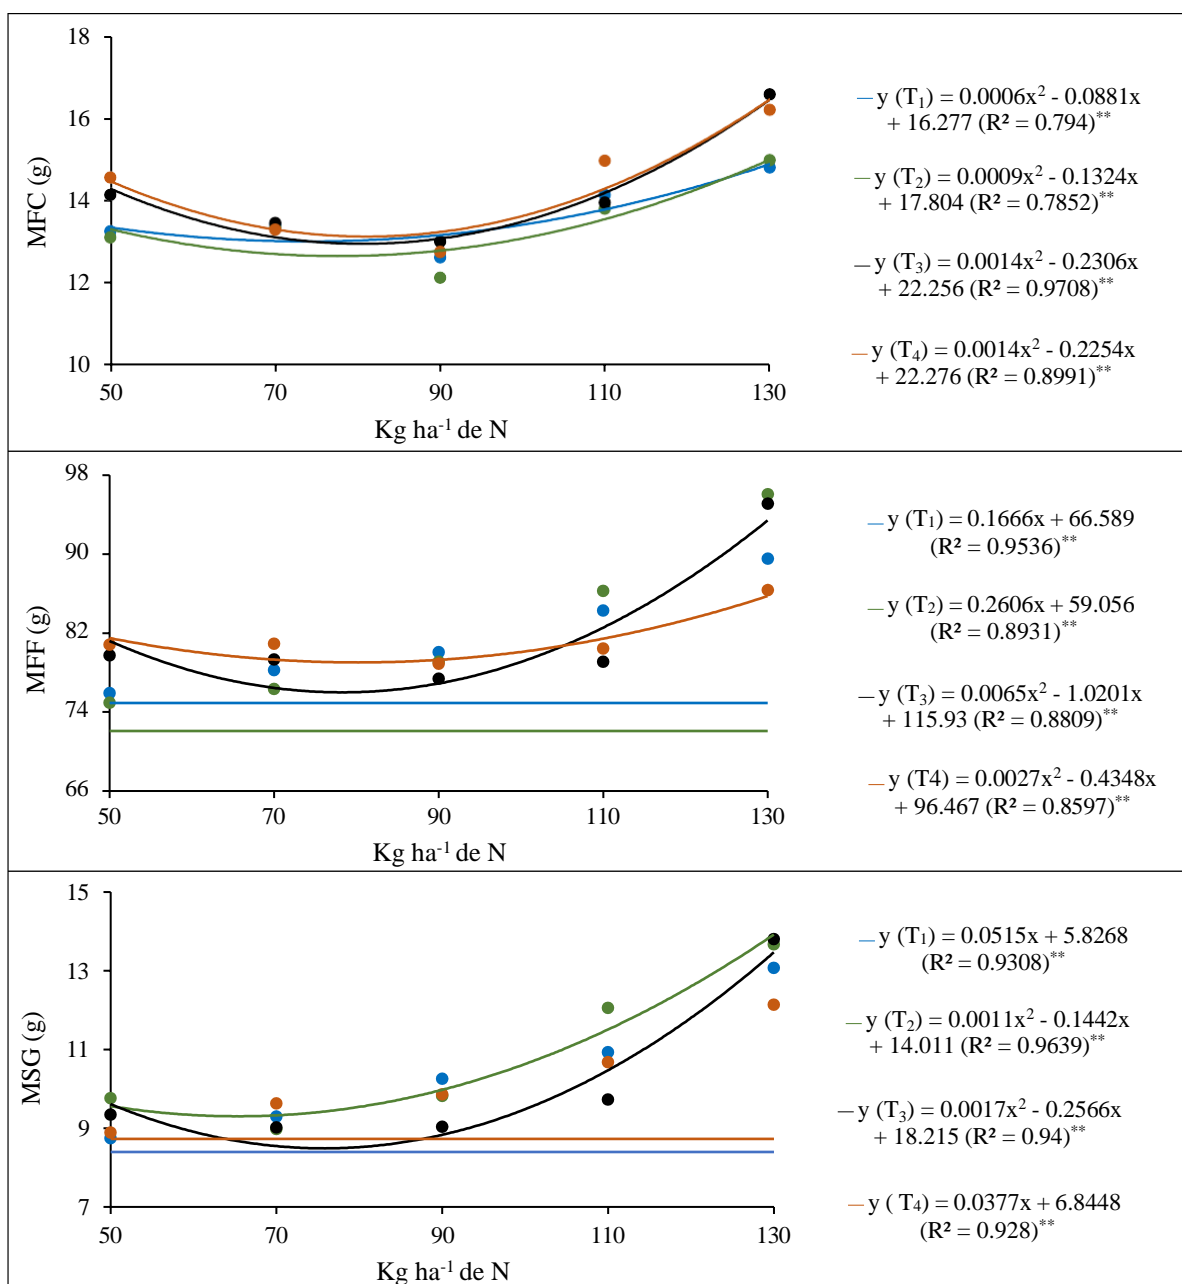 18
16
14
12
10
MFC (g)
50 70 90 110 130
Kg ha⁻¹ de N
y (T₁) = 0.0006x² - 0.0881x
+ 16.277 (R² = 0.794)**
y (T₂) = 0.0009x² - 0.1324x
+ 17.804 (R² = 0.7852)**
y (T₃) = 0.0014x² - 0.2306x
+ 22.256 (R² = 0.9708)**
y (T₄) = 0.0014x² - 0.2254x
+ 22.276 (R² = 0.8991)**
98
90
82
74
66
MFF (g)
50 70 90 110 130
Kg ha⁻¹ de N
y (T₁) = 0.1666x + 66.589
(R² = 0.9536)**
y (T₂) = 0.2606x + 59.056
(R² = 0.8931)**
y (T₃) = 0.0065x² - 1.0201x
+ 115.93 (R² = 0.8809)**
y (T4) = 0.0027x² - 0.4348x
+ 96.467 (R² = 0.8597)**
15
13
11
9
7
MSG (g)
50 70 90 110 130
Kg ha⁻¹ de N
y (T₁) = 0.0515x + 5.8268
(R² = 0.9308)**
y (T₂) = 0.0011x² - 0.1442x
+ 14.011 (R² = 0.9639)**
y (T₃) = 0.0017x² - 0.2566x
+ 18.215 (R² = 0.94)**
y ( T₄) = 0.0377x + 6.8448
(R² = 0.928)**